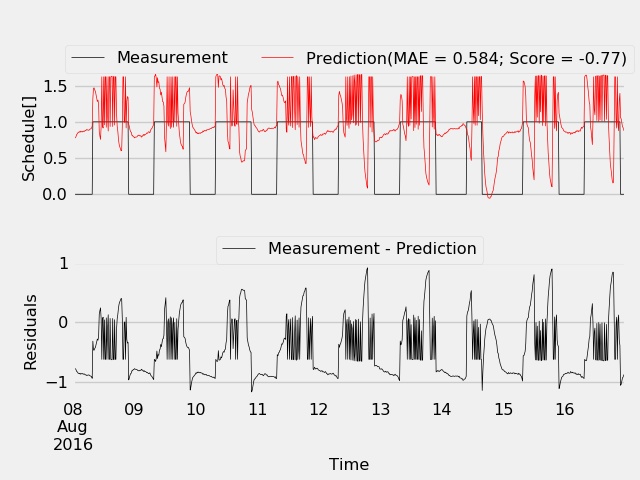 Measurement
Prediction(MAE = 0.584; Score = -0.77)
1.5
1.0
0.5
0.0
Schedule[]
Measurement - Prediction
1
0
−1
Residuals
08 09 10 11 12 13 14 15 16
Aug
2016
Time